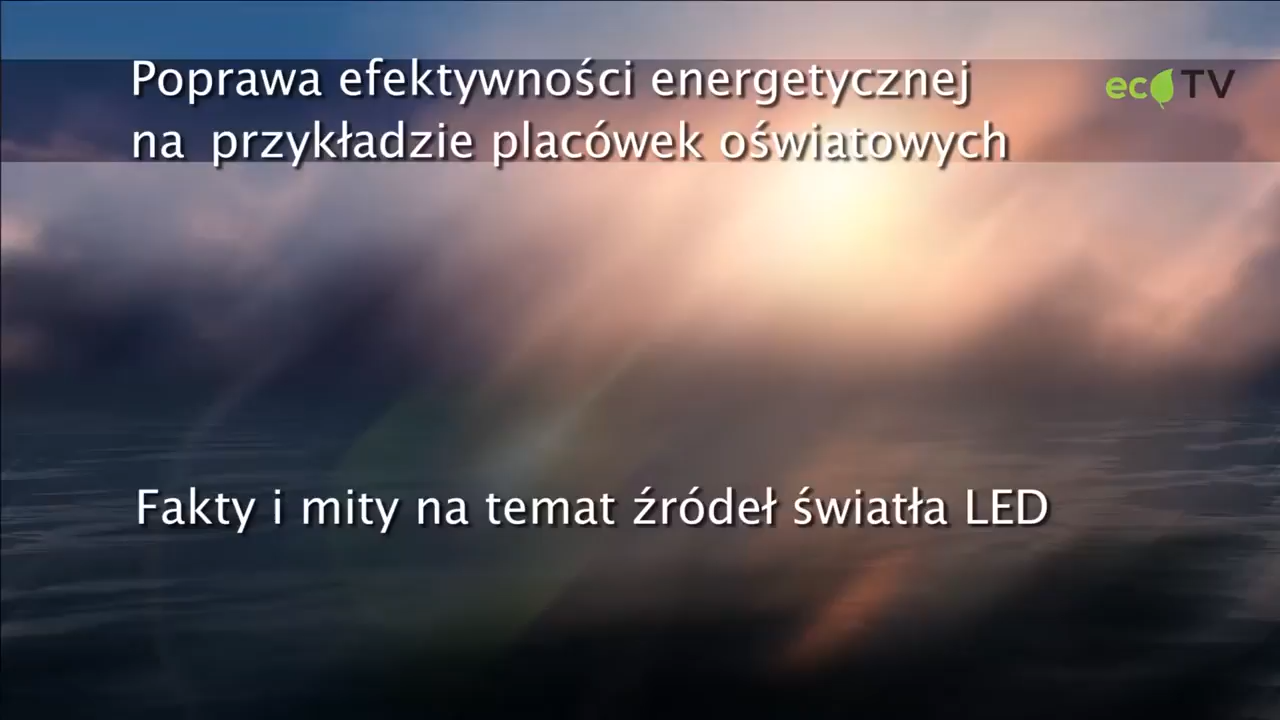 Poprawa efektywności energetycznej
na przykładzie placówek oświatowych
ecoTV
Fakty i mity na temat źródeł światła LED